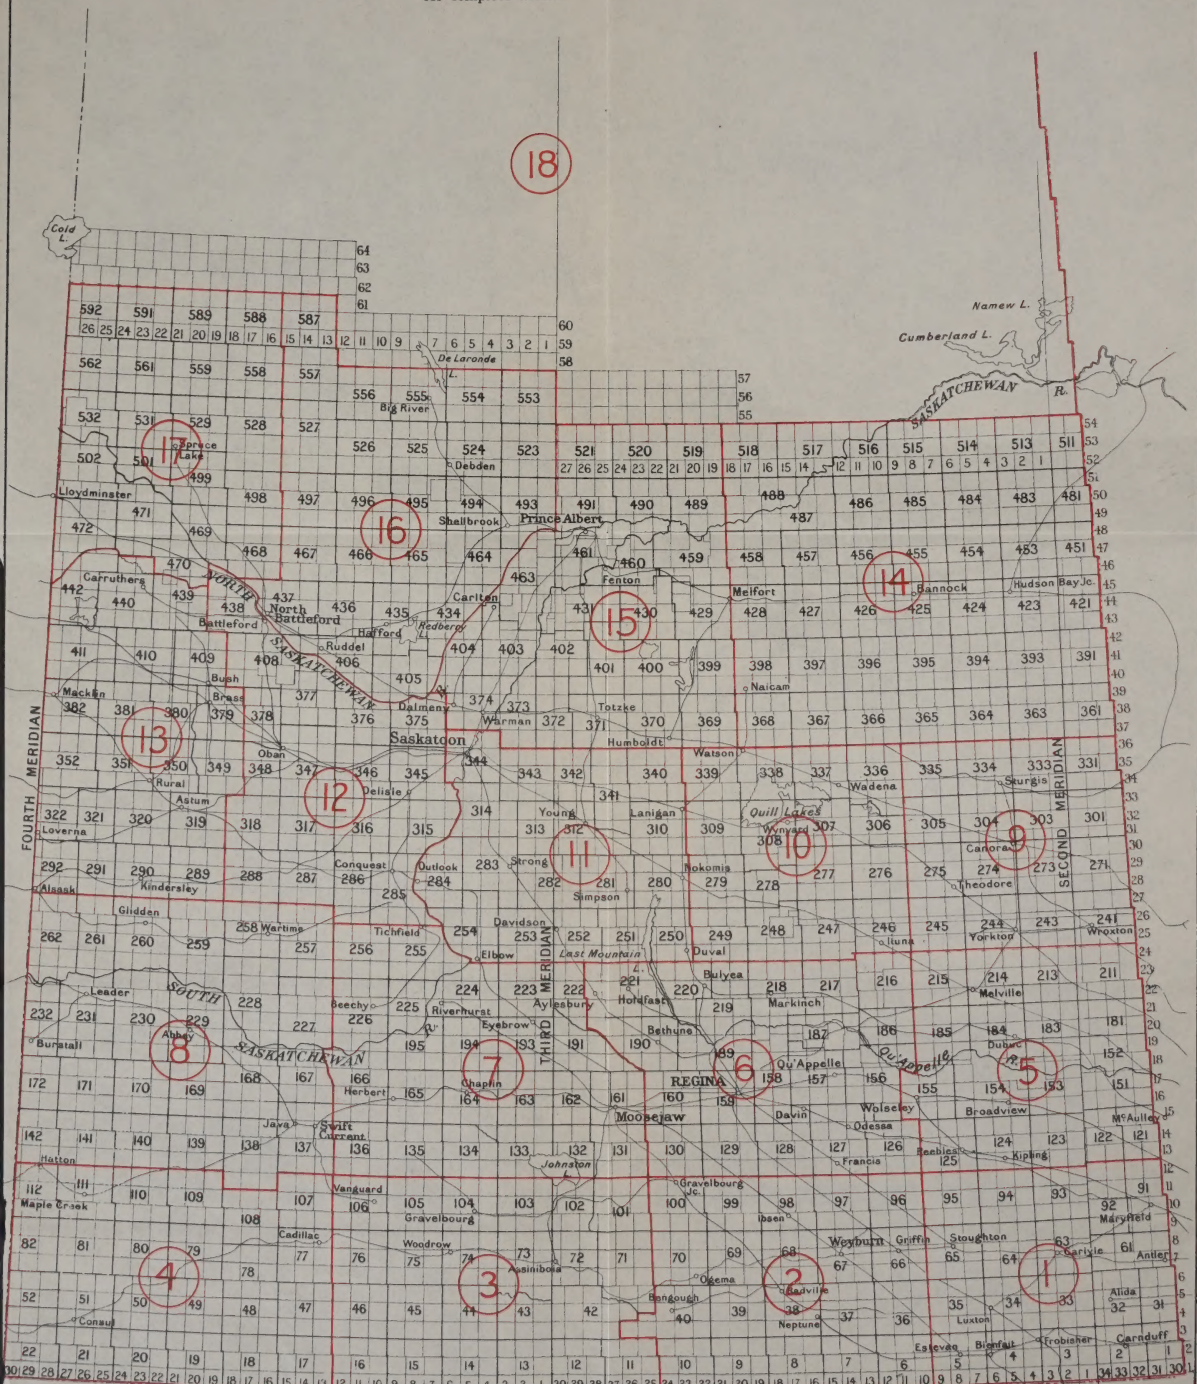 18
Cold
L.
64
63
62
61
592 591 589 588 587
26 25 24 23 22 21 20 19 18 17 16 15 14 13 12 11 10 9 7 6 5 4 3 2 1
60
59
58
De Laronde
L.
Namew L.
Cumberland L.
SASKATCHEWAN R.
57
56
55
562 561 559 558 557
556 555 554 553
Big River
532 531 529 528 527
526 525 524 523
521 520 519 518 517 516 515 514 513 511
54
53
52
51
27 26 25 24 23 22 21 20 19 18 17 16 15 14 12 11 10 9 8 7 6 5 4 3 2 1
17
Spruce
Lake
Debden
502 501 499
498 497 496 495 494 493 491 490 489 488 487 486 485 484 483 481
50
49
48
Lloydminster
16
Shellbrook
Prince Albert
472 471 469
468 467 466 465 464 463 461 460 459 458 457 456 455 454 453 451
47
46
45
44
43
470
NORTH
SASKATCHEWAN
R.
Carruthers
442 440 439 438 437 436 435 434
North
Battleford
Battleford
Carlton
Redberry
L.
Hafford
Ruddel
Fenton
15
431 430 429 428 427 426 425 424 423 421
Melfort
14
Bannock
Hudson Bay Jc.
42
41
40
39
38
37
411 410 409 408 406 405 404 403 402 401 400 399 398 397 396 395 394 393 391
Bush
Brass
Macklin
Naicam
382 381 380 379 378 377 376 375 374 373 372 371 370 369 368 367 366 365 364 363 361
Dalmeny
Warman
Totzke
Saskatoon
Humboldt
Watson
13
Oban
FOURTH MERIDIAN
SECOND MERIDIAN
THIRD MERIDIAN
36
35
34
33
32
31
30
29
28
27
352 351 350 349 348 347 346 345 344 343 342 341 340 339 338 337 336 335 334 333 331
Rural
Astum
12
Delisle
Wadena
Sturgis
Quill Lakes
322 321 320 319 318 317 316 315 314 313 312 310 309 308 307 306 305 304 303 301
Loverna
Young
Lanigan
Wynyard
Canora
11
10
9
292 291 290 289 288 287 286 285 284 283 282 281 280 279 278 277 276 275 274 273 271
Alsask
Kindersley
Conquest
Outlook
Strong
Simpson
Nokomis
Theodore
26
25
24
Glidden
Wartime
Tichfield
Davidson
Duval
Ituna
Yorkton
Wroxton
262 261 260 259 258 257 256 255 254 253 252 251 250 249 248 247 246 245 244 243 241
Elbow
Last Mountain
L.
23
22
21
20
19
18
17
16
15
14
13
Leader
SOUTH
SASKATCHEWAN
R.
Beechy
Riverhurst
Aylesbury
Holdfast
Bulyea
Markinch
Melville
232 231 230 229 228 227 226 225 224 223 222 221 220 219 218 217 216 215 214 213 211
Burstall
Abbey
8
Eyebrow
Bethune
Dubuc
195 194 193 191 190 189 187 186 185 184 183 181
Qu'Appelle R.
7
6
5
Qu'Appelle
172 171 170 169 168 167 166 165 164 163 162 161 160 159 158 157 156 155 154 153 152 151
Herbert
Chaplin
REGINA
Moosejaw
Davin
Wolseley
Broadview
McAuley
Java
Swift
Current
Odessa
142 141 140 139 138 137 136 135 134 133 132 131 130 129 128 127 126 125 124 123 122 121
Hatton
Johnston
L.
Francis
Peebles
Kipling
12
11
10
8
7
6
5
4
3
2
112 111 110 109 108 107 106 105 104 103 102 101 100 99 98 97 96 95 94 93 92 91
Maple Creek
Vanguard
Gravelbourg
Gravelbourg
Jc.
Ibsen
Maryfield
82 81 80 79 78 77 76 75 74 73 72 71 70 69 68 67 66 65 64 63 61
Cadillac
Woodrow
Assiniboia
Weyburn
Griffin
Stoughton
Carlyle
Antler
4
3
2
1
Ogema
Radville
Bengough
Alida
52 51 50 49 48 47 46 45 44 43 42 40 39 38 37 36 35 34 33 32 31
Consul
Neptune
Luxton
Estevan
Bienfait
Frobisher
Carnduff
22 21 20 19 18 17 16 15 14 13 12 11 10 9 8 7 6 5 4 3 2 1
30 29 28 27 26 25 24 23 22 21 20 19 18 17 16 15 14 13 12 11 10 9
10 9 8 7 6 5 4 3 2 1 34 33 32 31 30